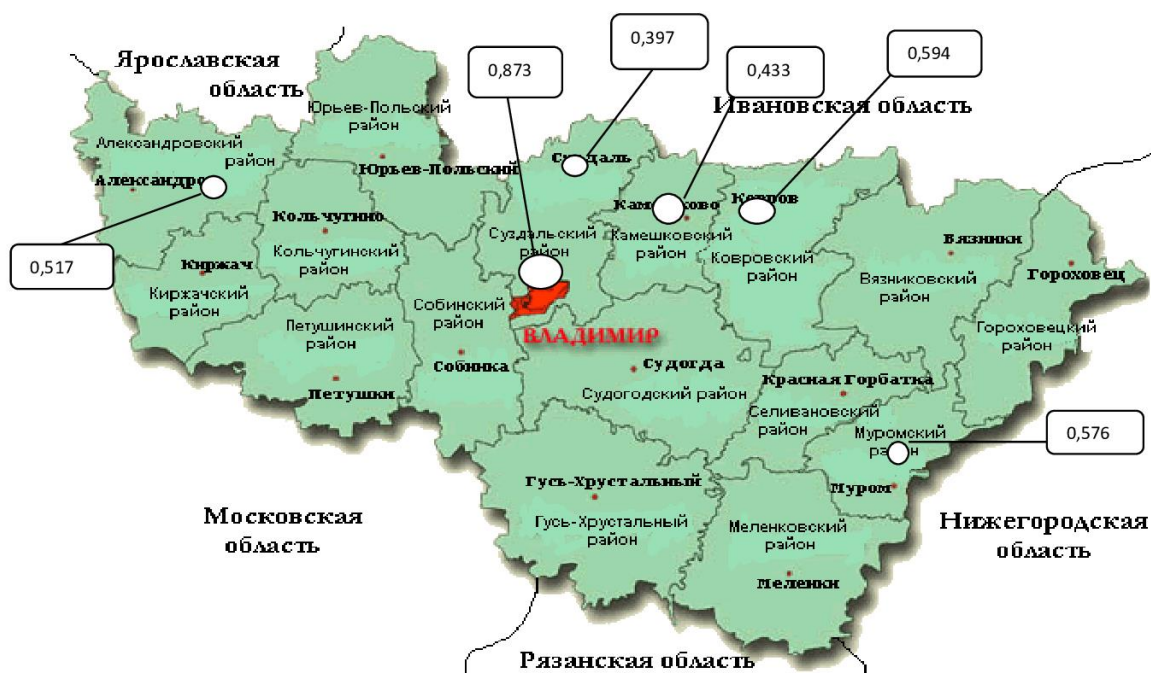 0,397
0,594
0,873
0,433
Ярославская
область
Ивановская область
Юрьев-Польский
район
Александровский
район
Юрьев-Польский
Кольчугино
Кольчугинский
район
Суздальский
район
Камешковский
район
Ковров
Ковровский
район
0,517
Киржач
Киржачский
район
Вязники
Вязниковский
район
Гороховец
Гороховецкий
район
Петушинский
район
Петушки
Собинский
район
Собинка
ВЛАДИМИР
Судогда
Судогодский район
Красная Горбатка
Селивановский
район
Муромский
район
0,576
Муром
Гусь-Хрустальный
Гусь-Хрустальный
район
Меленковский
район
Меленки
Московская
область
Нижегородская
область
Рязанская область